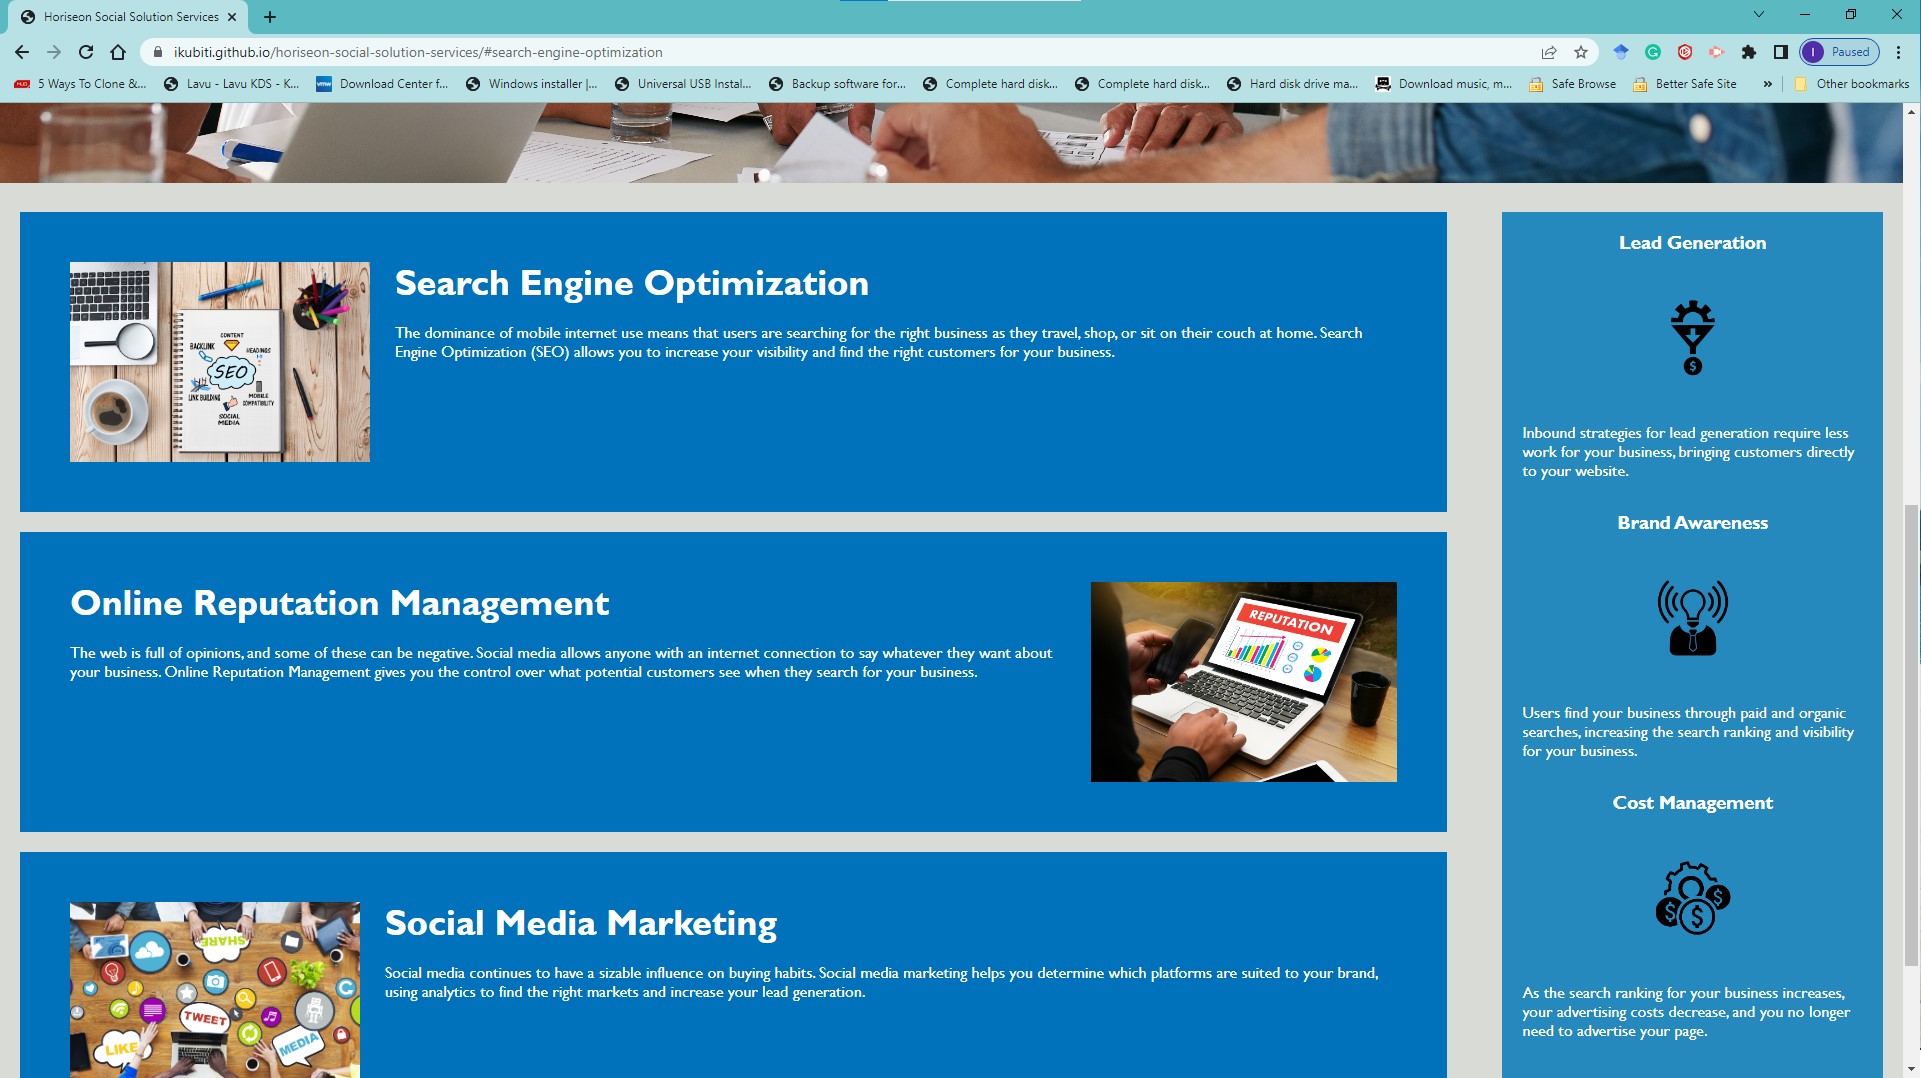 Horiseon Social Solution Services
ikubiti.github.io/horiseon-social-solution-services/#search-engine-optimization
I Paused
5 Ways To Clone &...
Lavu - Lavu KDS - K...
vmw Download Center f...
Windows installer |...
Universal USB Instal...
Backup software for...
Complete hard disk...
Complete hard disk...
Hard disk drive ma...
Download music, m...
Safe Browse
Better Safe Site
»
Other bookmarks
Search Engine Optimization
The dominance of mobile internet use means that users are searching for the right business as they travel, shop, or sit on their couch at home. Search
Engine Optimization (SEO) allows you to increase your visibility and find the right customers for your business.
CONTENT
BACKLINK
HEADINGS
SEO
LINK BUILDING
MOBILE
COMPATIBILITY
SOCIAL
MEDIA
Online Reputation Management
The web is full of opinions, and some of these can be negative. Social media allows anyone with an internet connection to say whatever they want about
your business. Online Reputation Management gives you the control over what potential customers see when they search for your business.
REPUTATION
Social Media Marketing
Social media continues to have a sizable influence on buying habits. Social media marketing helps you determine which platforms are suited to your brand,
using analytics to find the right markets and increase your lead generation.
SHARE
TWEET
LIKE
MEDIA
Lead Generation
$
Inbound strategies for lead generation require less
work for your business, bringing customers directly
to your website.
Brand Awareness
Users find your business through paid and organic
searches, increasing the search ranking and visibility
for your business.
Cost Management
$ $ $
As the search ranking for your business increases,
your advertising costs decrease, and you no longer
need to advertise your page.